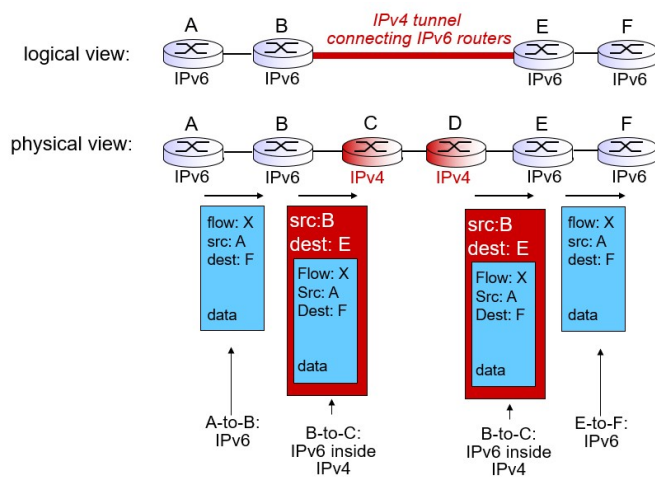 A B IPv4 tunnel E F
connecting IPv6 routers
logical view:
IPv6 IPv6 IPv6 IPv6
A B C D E F
physical view:
IPv6 IPv6 IPv4 IPv4 IPv6 IPv6
flow: X
src: A
dest: F
data
src:B
dest: E
Flow: X
Src: A
Dest: F
data
src:B
dest: E
Flow: X
Src: A
Dest: F
data
flow: X
src: A
dest: F
data
A-to-B:
IPv6
B-to-C:
IPv6 inside
IPv4
B-to-C:
IPv6 inside
IPv4
E-to-F:
IPv6